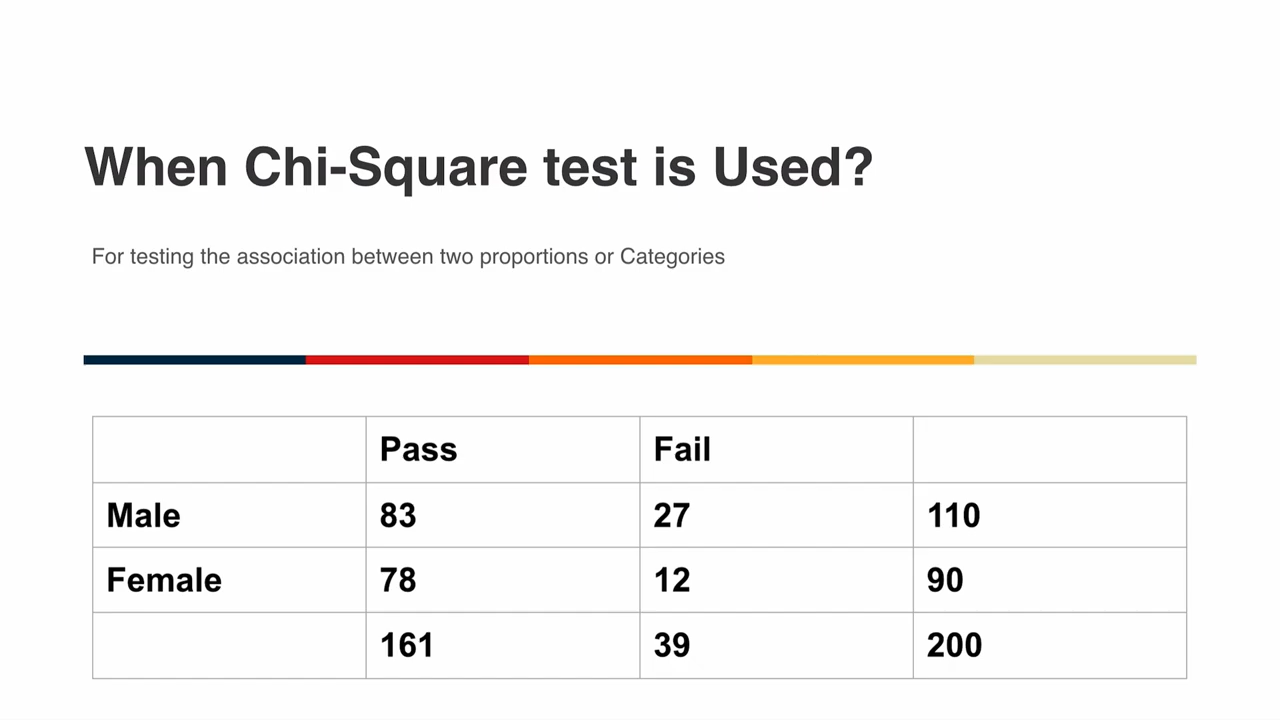 When Chi-Square test is Used?
For testing the association between two proportions or Categories
Pass Fail
Male 83 27 110
Female 78 12 90
161 39 200